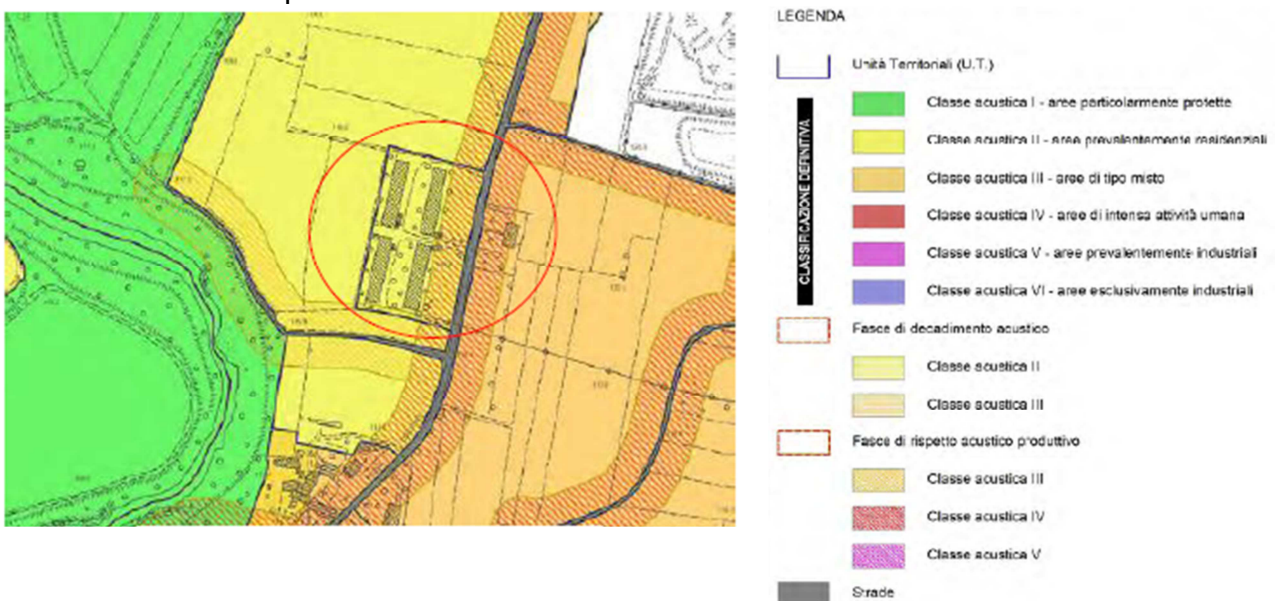 LEGENDA
Unità Territoriali (U.T.)
CLASSIFICAZIONE DEFINITIVA
Classe acustica I - aree particolarmente protette
Classe acustica II - aree prevalentemente residenziali
Classe acustica III - aree di tipo misto
Classe acustica IV - aree di intensa attività umana
Classe acustica V - aree prevalentemente industriali
Classe acustica VI - aree esclusivamente industriali
Fasce di decadimento acustico
Classe acustica II
Classe acustica III
Fasce di rispetto acustico produttivo
Classe acustica III
Classe acustica IV
Classe acustica V
Strade